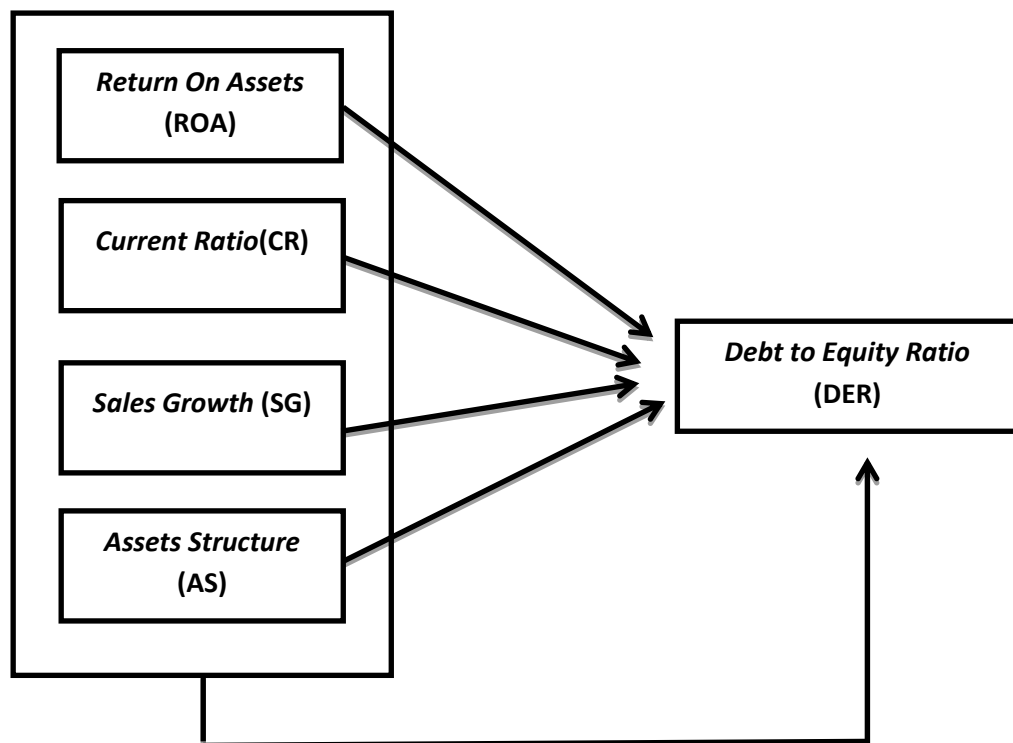 Return On Assets
(ROA)
Current Ratio(CR)
Sales Growth (SG)
Assets Structure
(AS)
Debt to Equity Ratio
(DER)